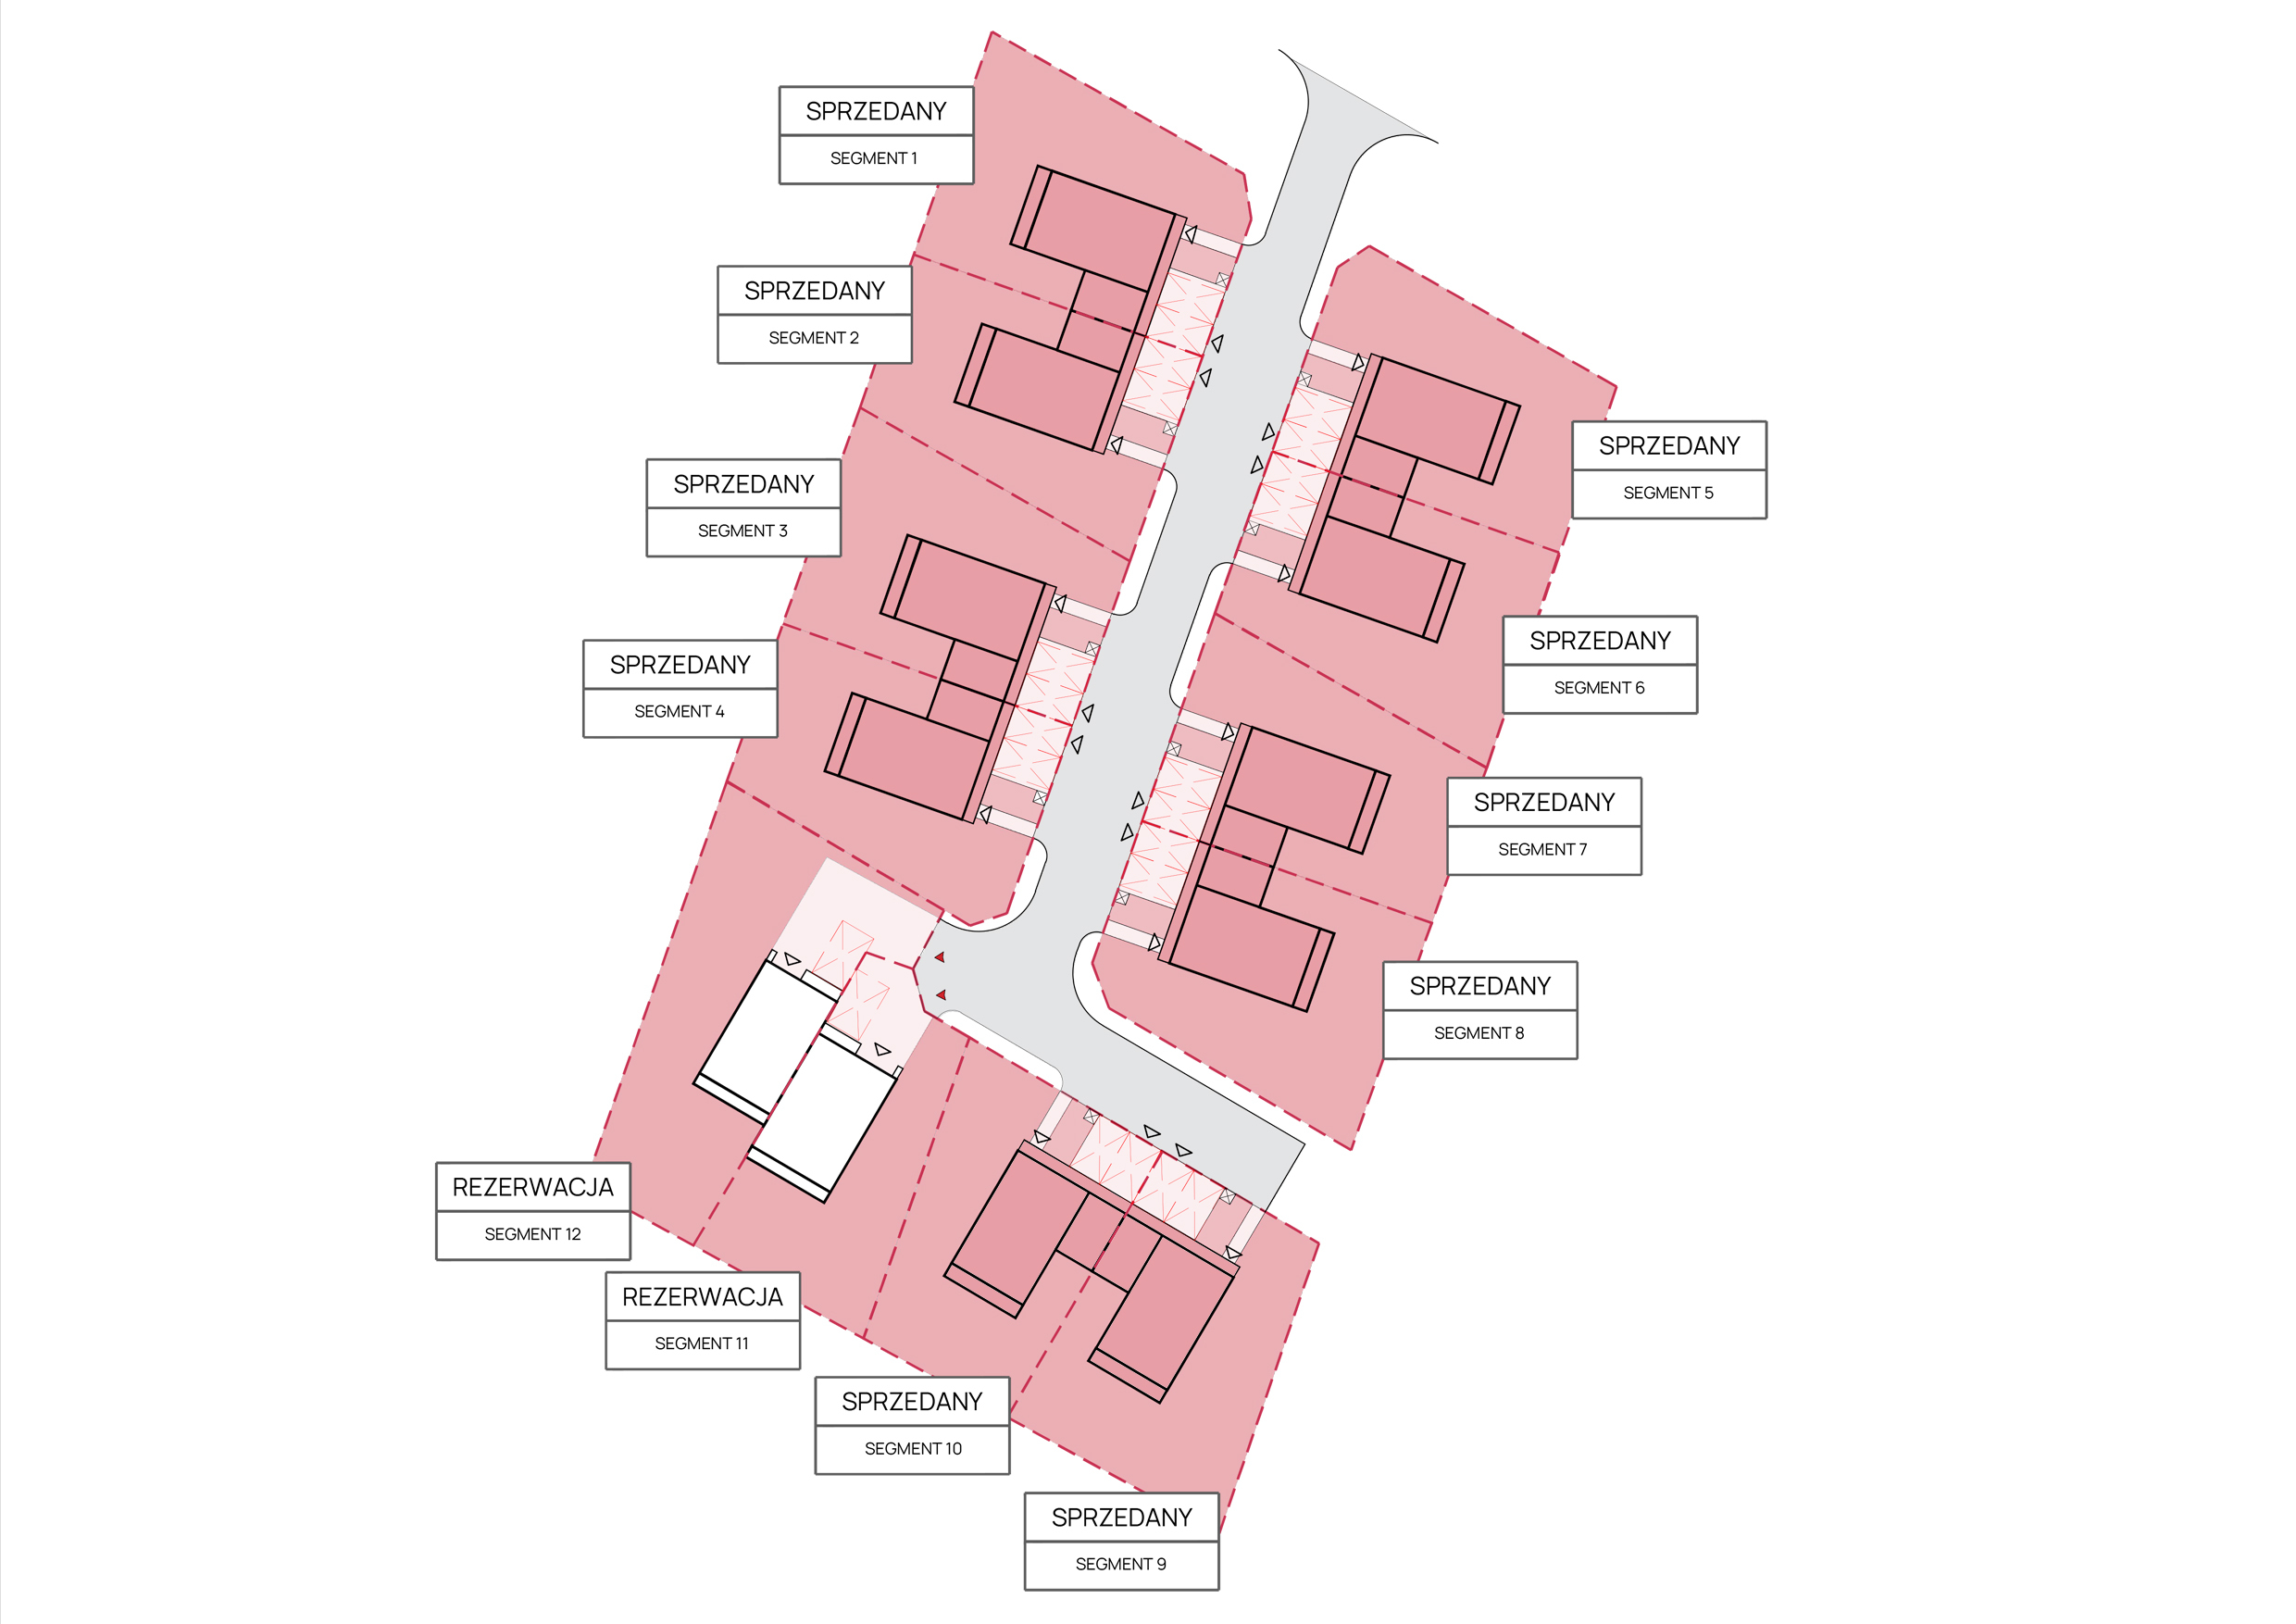 SPRZEDANY
SEGMENT 1
SPRZEDANY
SEGMENT 2
SPRZEDANY
SEGMENT 3
SPRZEDANY
SEGMENT 4
SPRZEDANY
SEGMENT 5
SPRZEDANY
SEGMENT 6
SPRZEDANY
SEGMENT 7
SPRZEDANY
SEGMENT 8
REZERWACJA
SEGMENT 12
REZERWACJA
SEGMENT 11
SPRZEDANY
SEGMENT 10
SPRZEDANY
SEGMENT 9